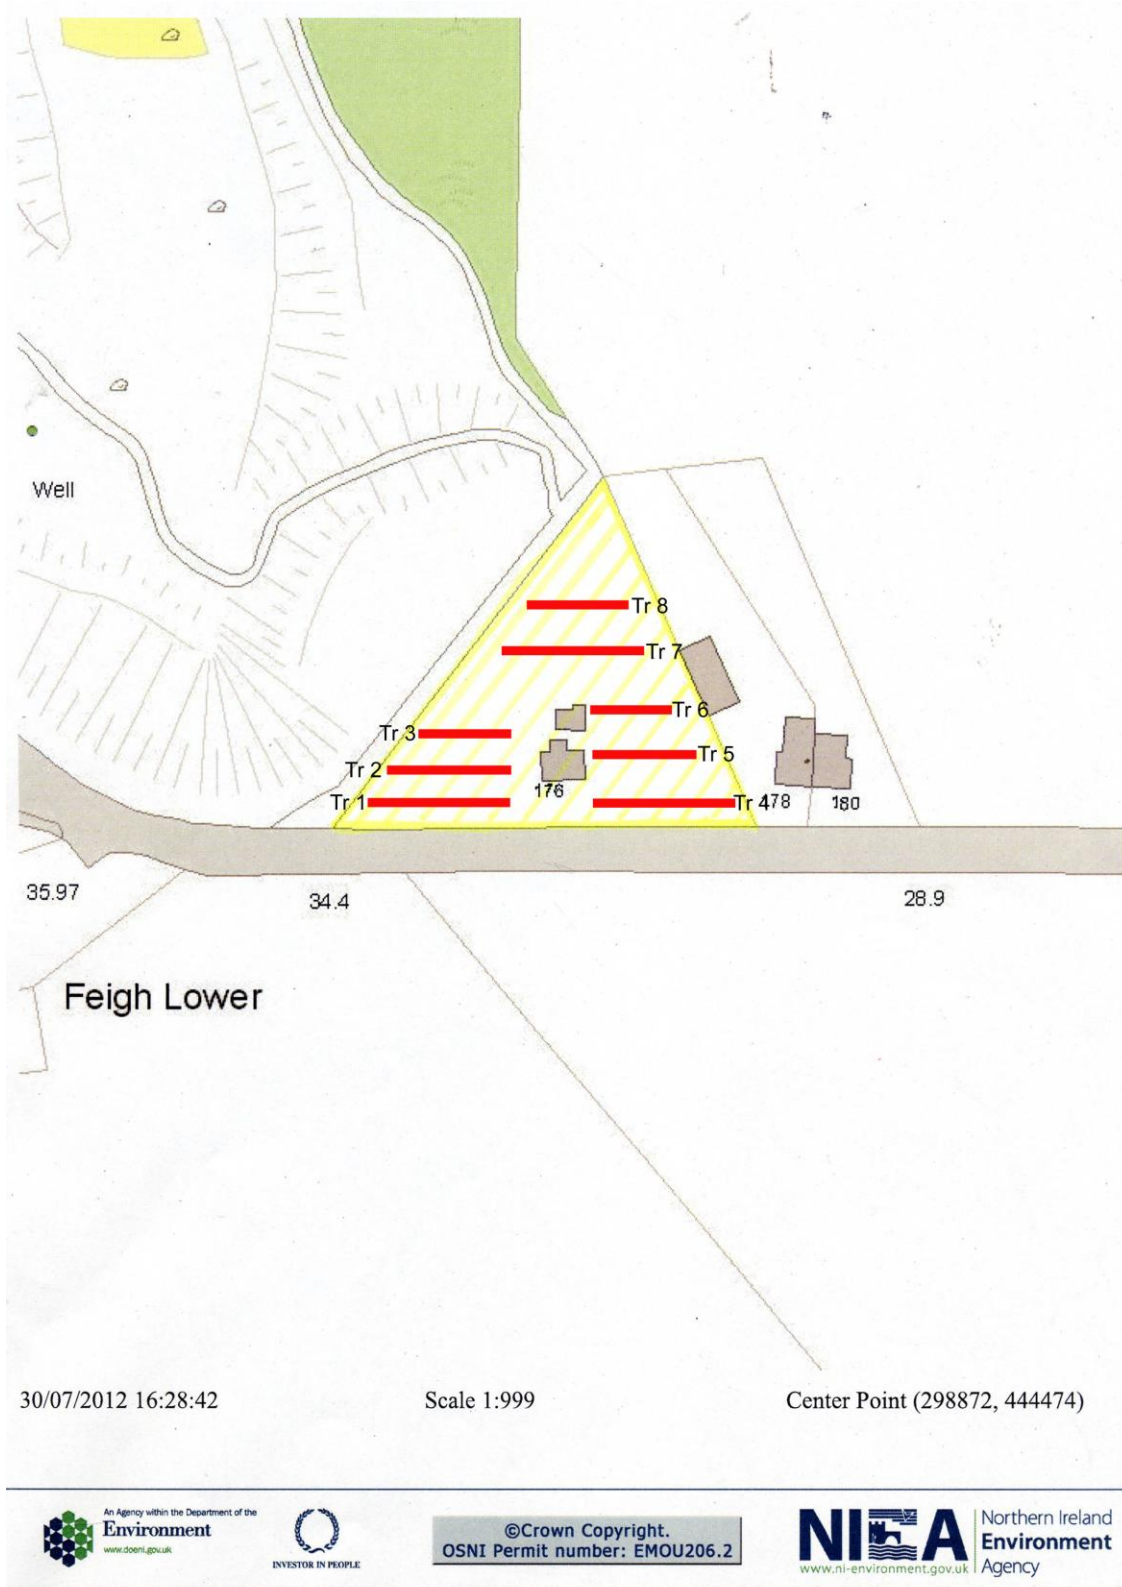 Well
Tr 8
Tr 7
Tr 6
Tr 3
Tr 5
Tr 2
176
Tr 1
Tr 4
178
180
35.97
34.4
28.9
Feigh Lower
30/07/2012 16:28:42
Scale 1:999
Center Point (298872, 444474)
An Agency within the Department of the
Environment
www.doeni.gov.uk
INVESTOR IN PEOPLE
©Crown Copyright.
OSNI Permit number: EMOU206.2
NIEA
www.ni-environment.gov.uk
Northern Ireland
Environment
Agency